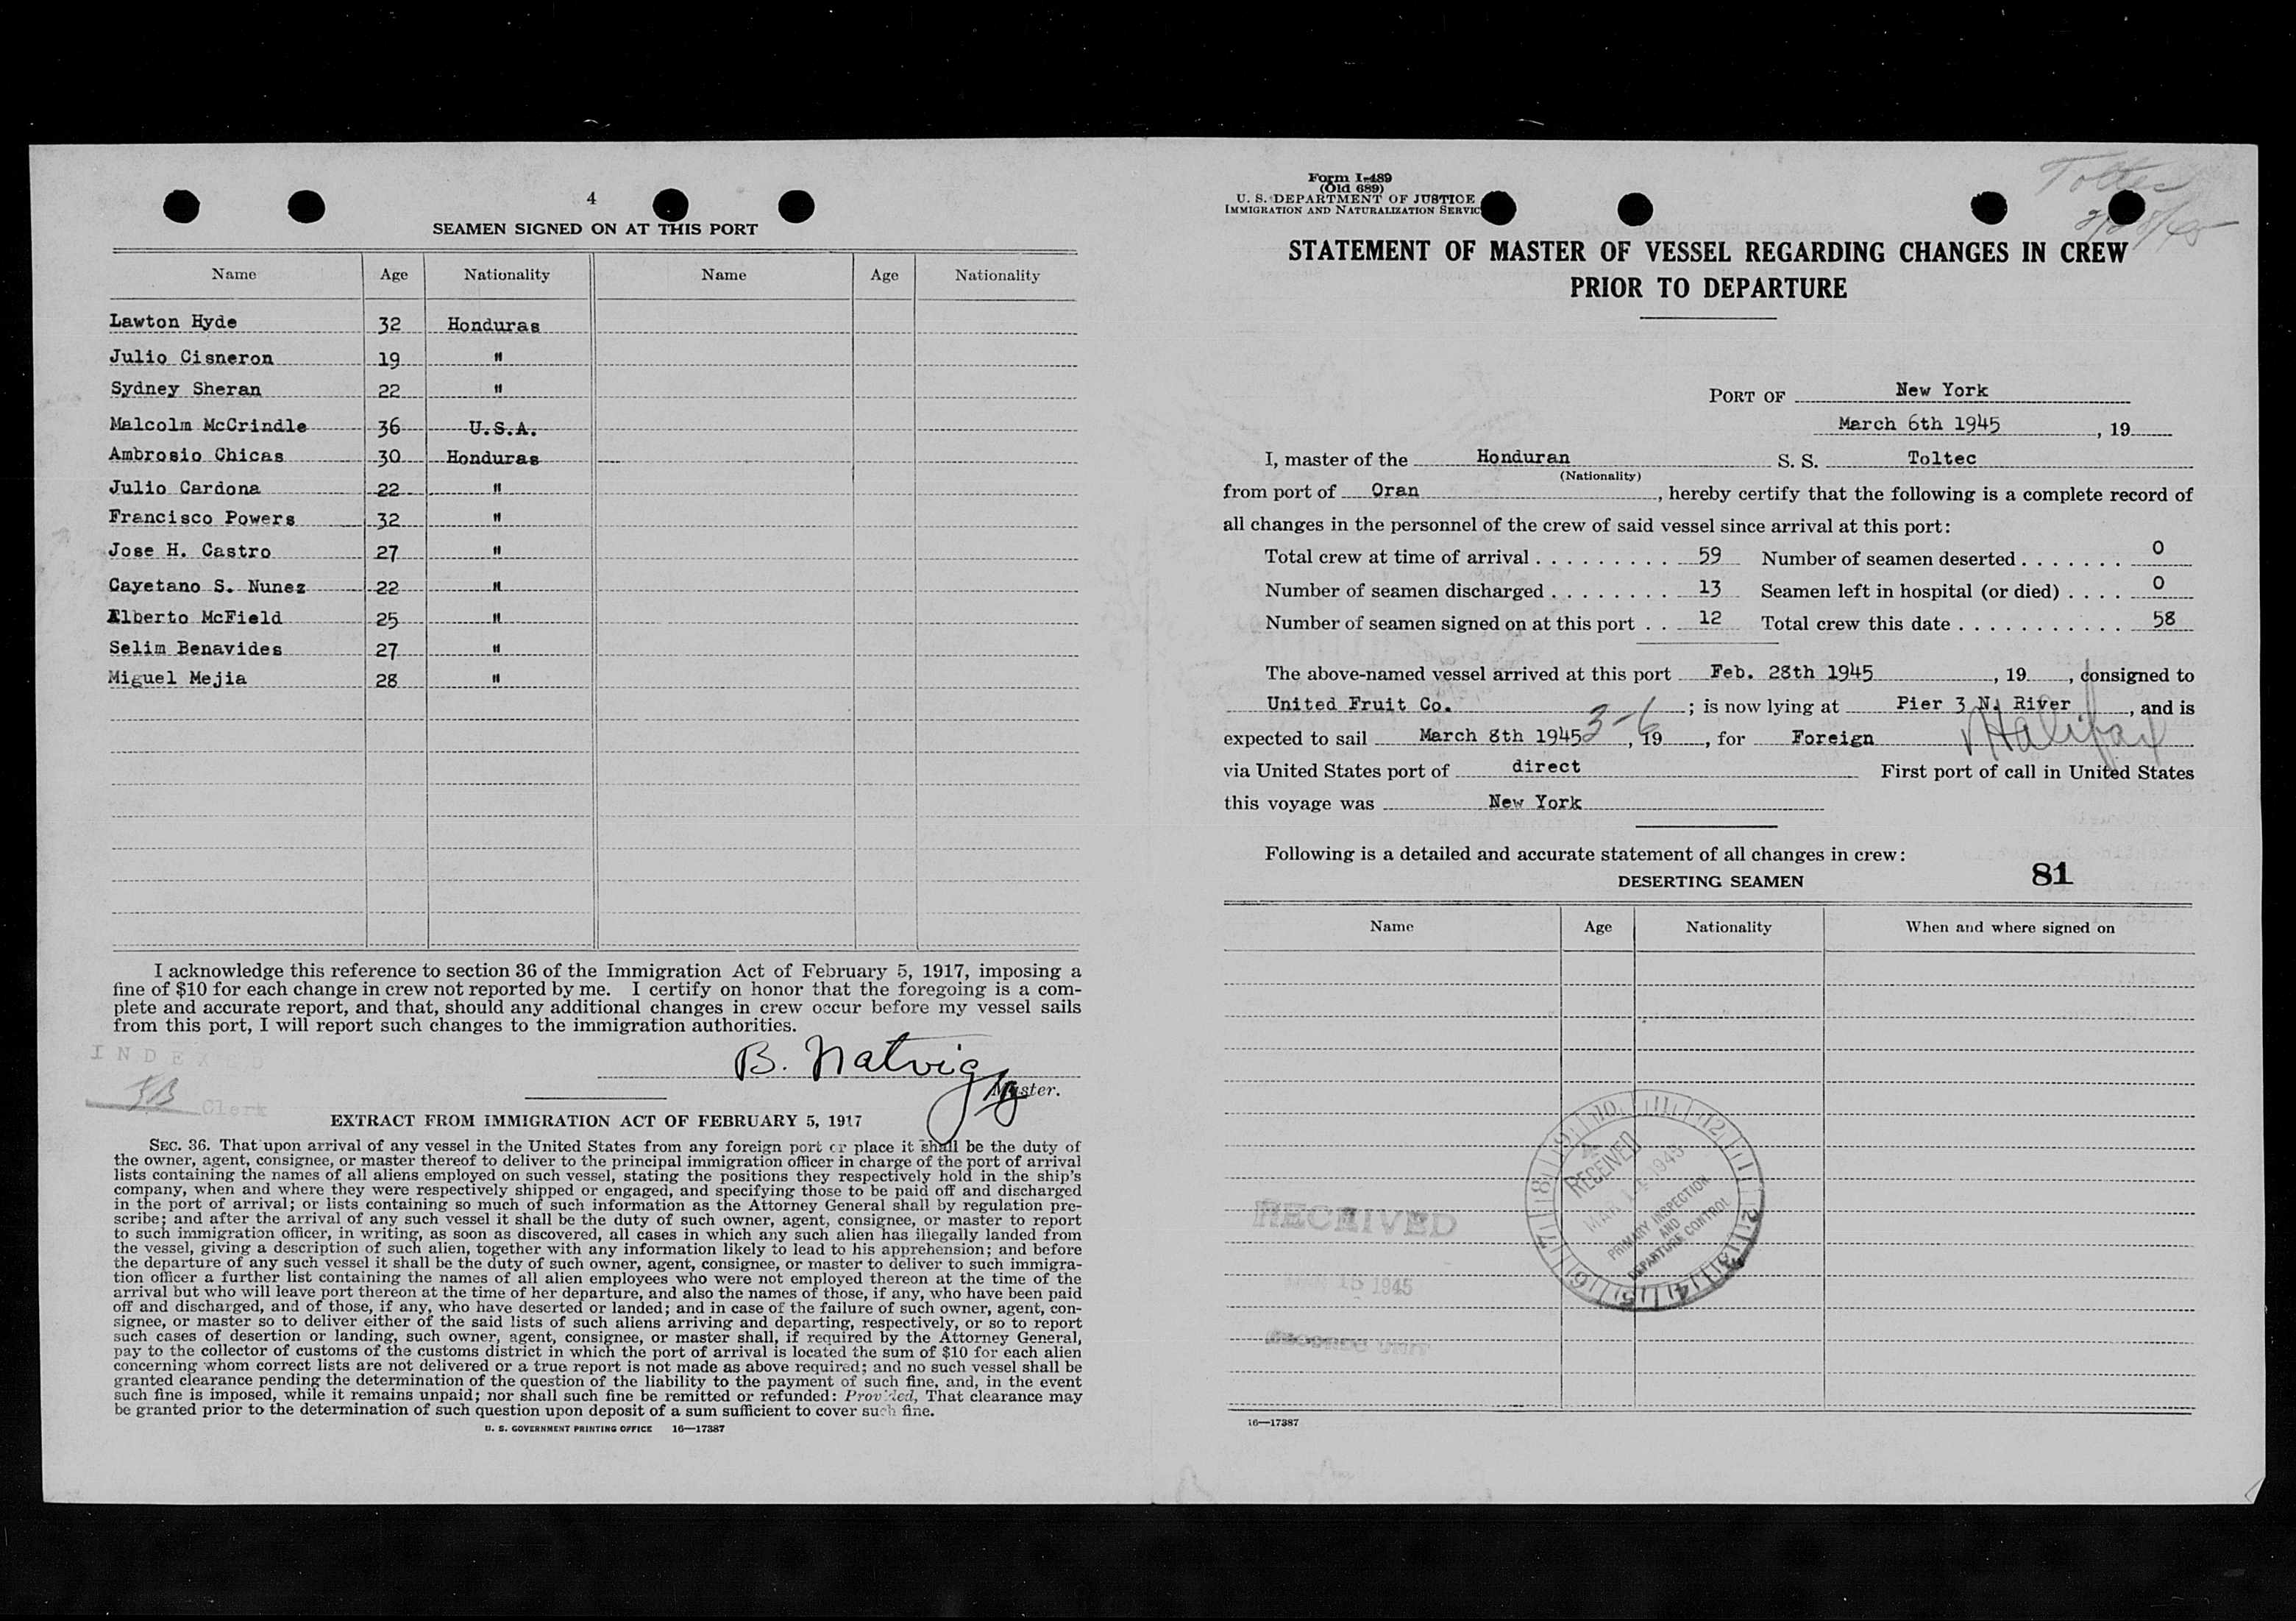 4
SEAMEN SIGNED ON AT THIS PORT
Name Age Nationality Name Age Nationality
Lawton Hyde 32 Honduras
Julio Cisneron 19 "
Sydney Sheran 22 "
Malcolm McCrindle 36 U.S.A.
Ambrosio Chicas 30 Honduras
Julio Cardona 22 "
Francisco Powers 32 "
Jose H. Castro 27 "
Cayetano S. Nunez 22 "
Alberto McField 25 "
Selim Benavides 27 "
Miguel Mejia 28 "
I acknowledge this reference to section 36 of the Immigration Act of February 5, 1917, imposing a
fine of $10 for each change in crew not reported by me. I certify on honor that the foregoing is a com-
plete and accurate report, and that, should any additional changes in crew occur before my vessel sails
from this port, I will report such changes to the immigration authorities.
INDEXED
B. Natvig
Master.
Clerk
EXTRACT FROM IMMIGRATION ACT OF FEBRUARY 5, 1917
SEC. 36. That upon arrival of any vessel in the United States from any foreign port or place it shall be the duty of
the owner, agent, consignee, or master thereof to deliver to the principal immigration officer in charge of the port of arrival
lists containing the names of all aliens employed on such vessel, stating the positions they respectively hold in the ship's
company, when and where they were respectively shipped or engaged, and specifying those to be paid off and discharged
in the port of arrival; or lists containing so much of such information as the Attorney General shall by regulation pre-
scribe; and after the arrival of any such vessel it shall be the duty of such owner, agent, consignee, or master to report
to such immigration officer, in writing, as soon as discovered, all cases in which any such alien has illegally landed from
the vessel, giving a description of such alien, together with any information likely to lead to his apprehension; and before
the departure of any such vessel it shall be the duty of such owner, agent, consignee, or master to deliver to such immigra-
tion officer a further list containing the names of all alien employees who were not employed thereon at the time of the
arrival but who will leave port thereon at the time of her departure, and also the names of those, if any, who have been paid
off and discharged, and of those, if any, who have deserted or landed; and in case of the failure of such owner, agent, con-
signee, or master so to deliver either of the said lists of such aliens arriving and departing, respectively, or so to report
such cases of desertion or landing, such owner, agent, consignee, or master shall, if required by the Attorney General,
pay to the collector of customs of the customs district in which the port of arrival is located the sum of $10 for each alien
concerning whom correct lists are not delivered or a true report is not made as above required; and no such vessel shall be
granted clearance pending the determination of the question of the liability to the payment of such fine, and, in the event
such fine is imposed, while it remains unpaid; nor shall such fine be remitted or refunded: Provided, That clearance may
be granted prior to the determination of such question upon deposit of a sum sufficient to cover such fine.
U. S. GOVERNMENT PRINTING OFFICE 16—17387
Form I-489
(Old 689)
U. S. DEPARTMENT OF JUSTICE
IMMIGRATION AND NATURALIZATION SERVIC
Toltec
2/28/45
STATEMENT OF MASTER OF VESSEL REGARDING CHANGES IN CREW
PRIOR TO DEPARTURE
PORT OF New York
March 6th 1945, 19
I, master of the Honduran S. S. Toltec
(Nationality)
from port of Oran, hereby certify that the following is a complete record of
all changes in the personnel of the crew of said vessel since arrival at this port:
Total crew at time of arrival . . . . . . . . . 59 Number of seamen deserted . . . . . . . 0
Number of seamen discharged . . . . . . . . 13 Seamen left in hospital (or died) . . . . 0
Number of seamen signed on at this port . . 12 Total crew this date . . . . . . . . . . . 58
The above-named vessel arrived at this port Feb. 28th 1945, 19, consigned to
United Fruit Co. ; is now lying at Pier 3 N. River, and is
expected to sail March 8th 1945 3-6, 19, for Foreign Halifax
via United States port of direct First port of call in United States
this voyage was New York
Following is a detailed and accurate statement of all changes in crew:
DESERTING SEAMEN
81
Name Age Nationality When and where signed on
RECEIVED
MAR 15 1945
RECORDS UNIT
10 11 12 1 2 3 4 5 6 7 8 9
RECEIVED
1945
PRIMARY INSPECTION
AND
DEPARTURE CONTROL
16—17387